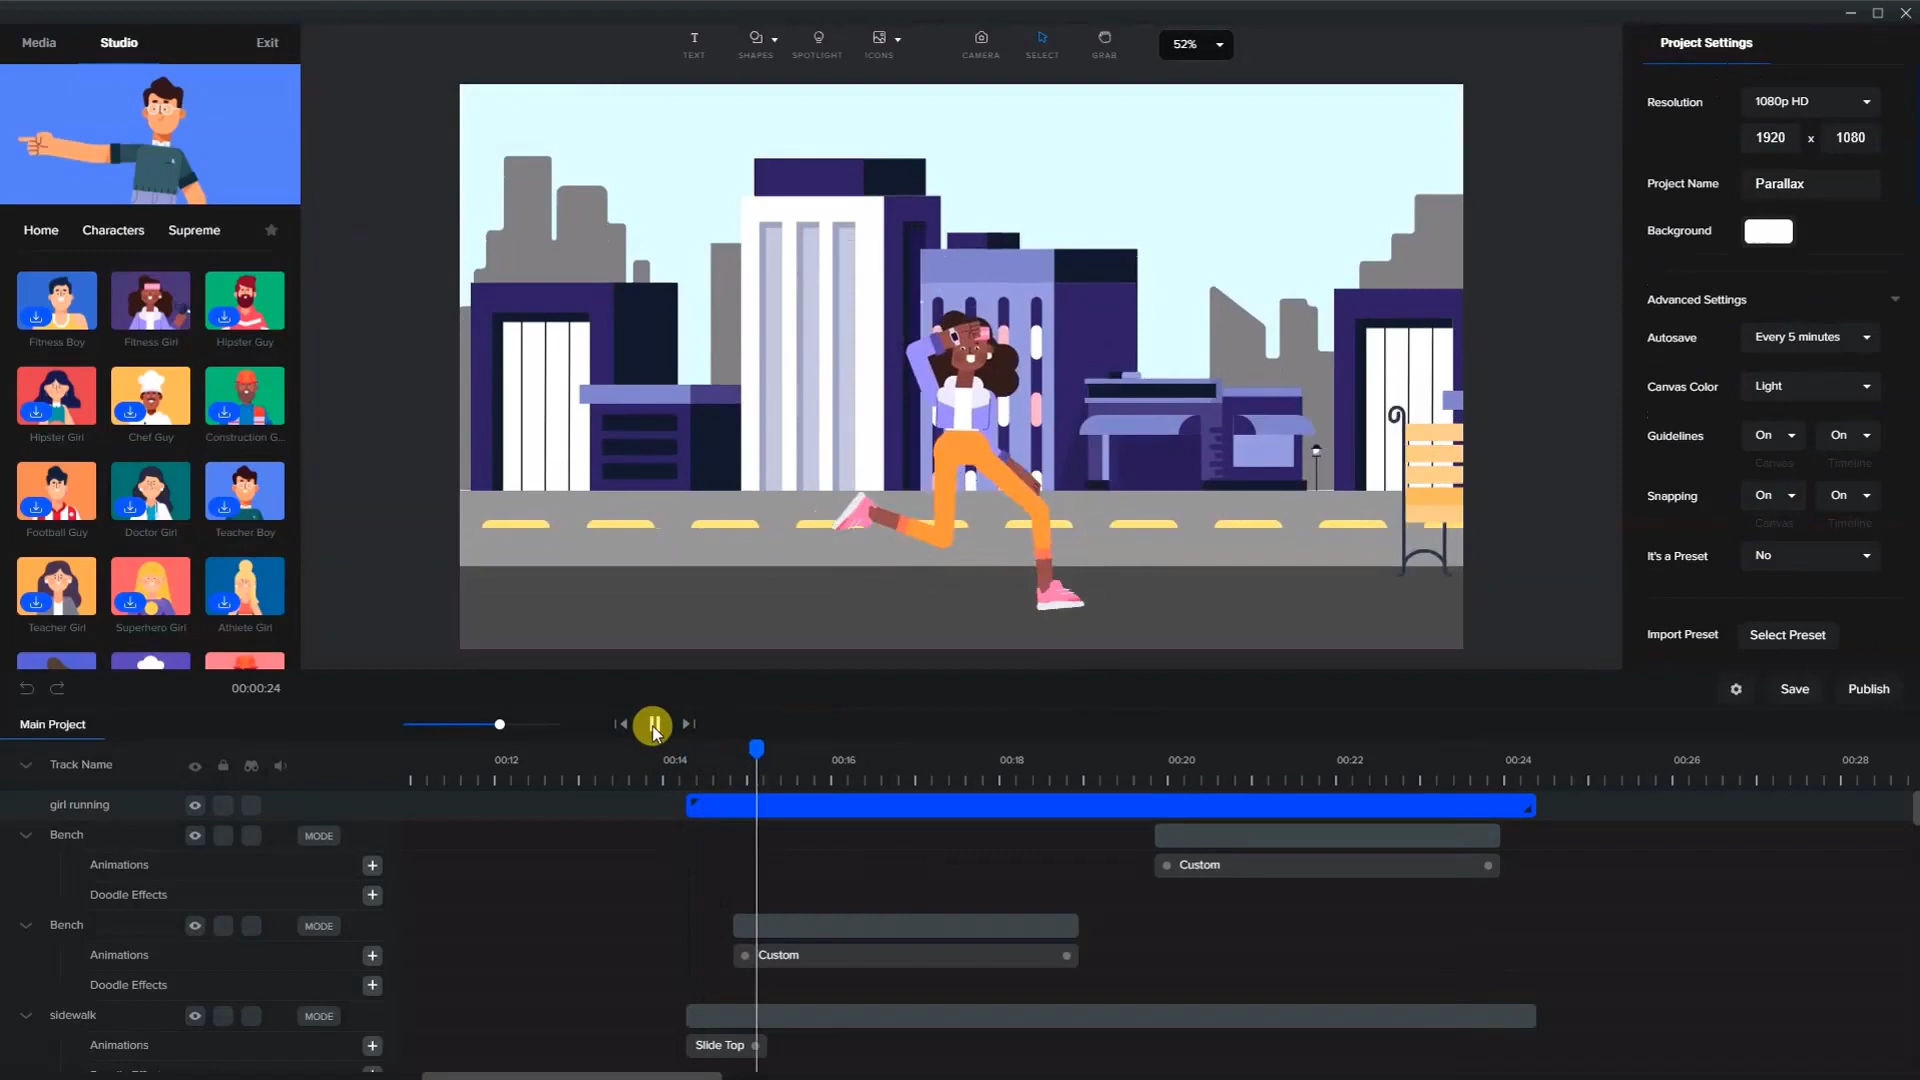 Media Studio Exit
TEXT SHAPES SPOTLIGHT ICONS CAMERA SELECT GRAB 52%
Project Settings
Resolution 1080p HD
1920 x 1080
Project Name Parallax
Background
Home Characters Supreme
Advanced Settings
Fitness Boy Fitness Girl Hipster Guy
Autosave Every 5 minutes
Canvas Color Light
Hipster Girl Chef Guy Construction G...
Guidelines On On
Canvas Timeline
Snapping On On
Canvas Timeline
Football Guy Doctor Girl Teacher Boy
It's a Preset No
Teacher Girl Superhero Girl Athlete Girl
Import Preset Select Preset
00:00:24
Save Publish
Main Project
Track Name
00:12 00:14 00:16 00:18 00:20 00:22 00:24 00:26 00:28
girl running
Bench MODE
Animations + Custom
Doodle Effects +
Bench MODE
Animations + Custom
Doodle Effects +
sidewalk MODE
Animations + Slide Top